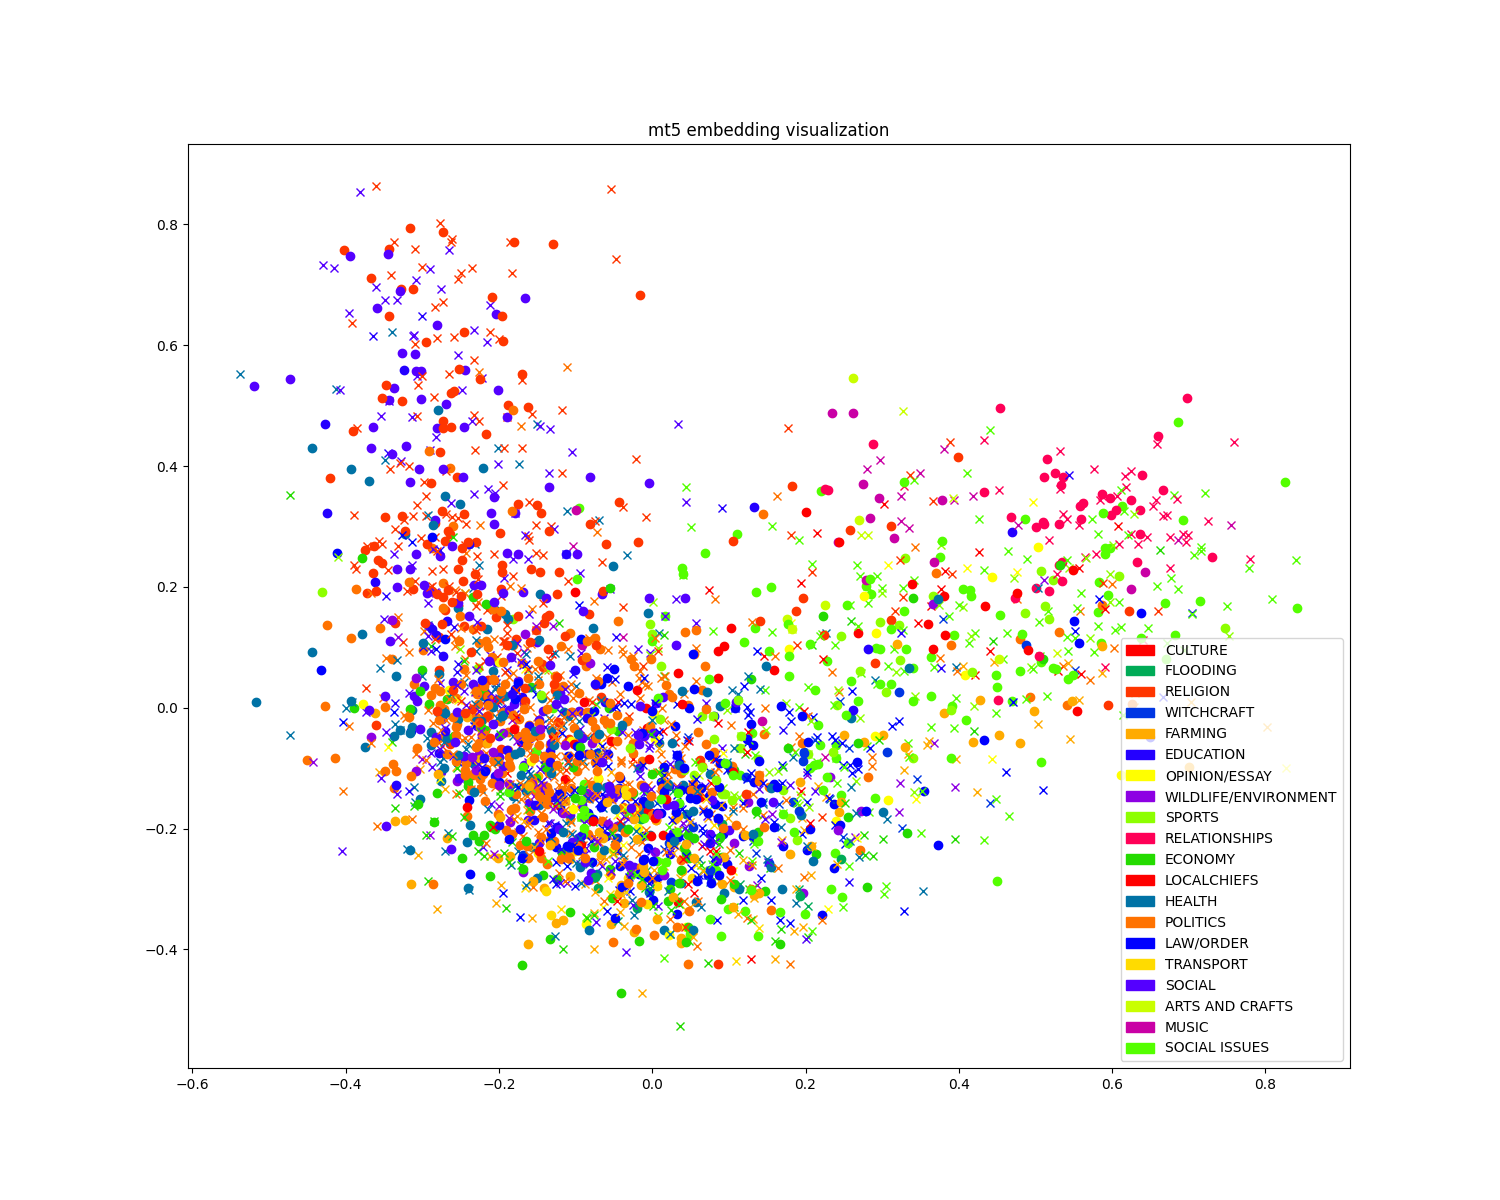 mt5 embedding visualization
0.8
0.6
0.4
0.2
0.0
−0.2
−0.4
−0.6
−0.4
−0.2
0.0
0.2
0.4
0.6
0.8
CULTURE
FLOODING
RELIGION
WITCHCRAFT
FARMING
EDUCATION
OPINION/ESSAY
WILDLIFE/ENVIRONMENT
SPORTS
RELATIONSHIPS
ECONOMY
LOCALCHIEFS
HEALTH
POLITICS
LAW/ORDER
TRANSPORT
SOCIAL
ARTS AND CRAFTS
MUSIC
SOCIAL ISSUES